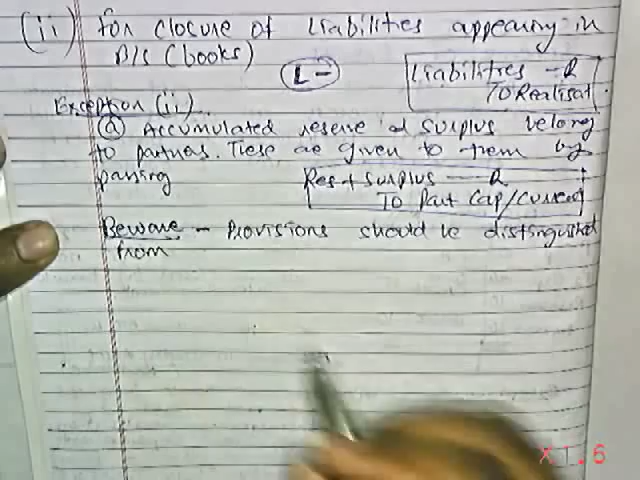 (ii) For closure of Liabilities appearing in
B/S (books)
L -
Liabilities - R
TO Realisat
Exception (ii)
(a) Accumulated reserve & surplus belong
to partners. These are given to them by
passing
Res + Surplus - R
TO Part Cap/Current
Beware - Provisions should be distinguished
from
x1.6